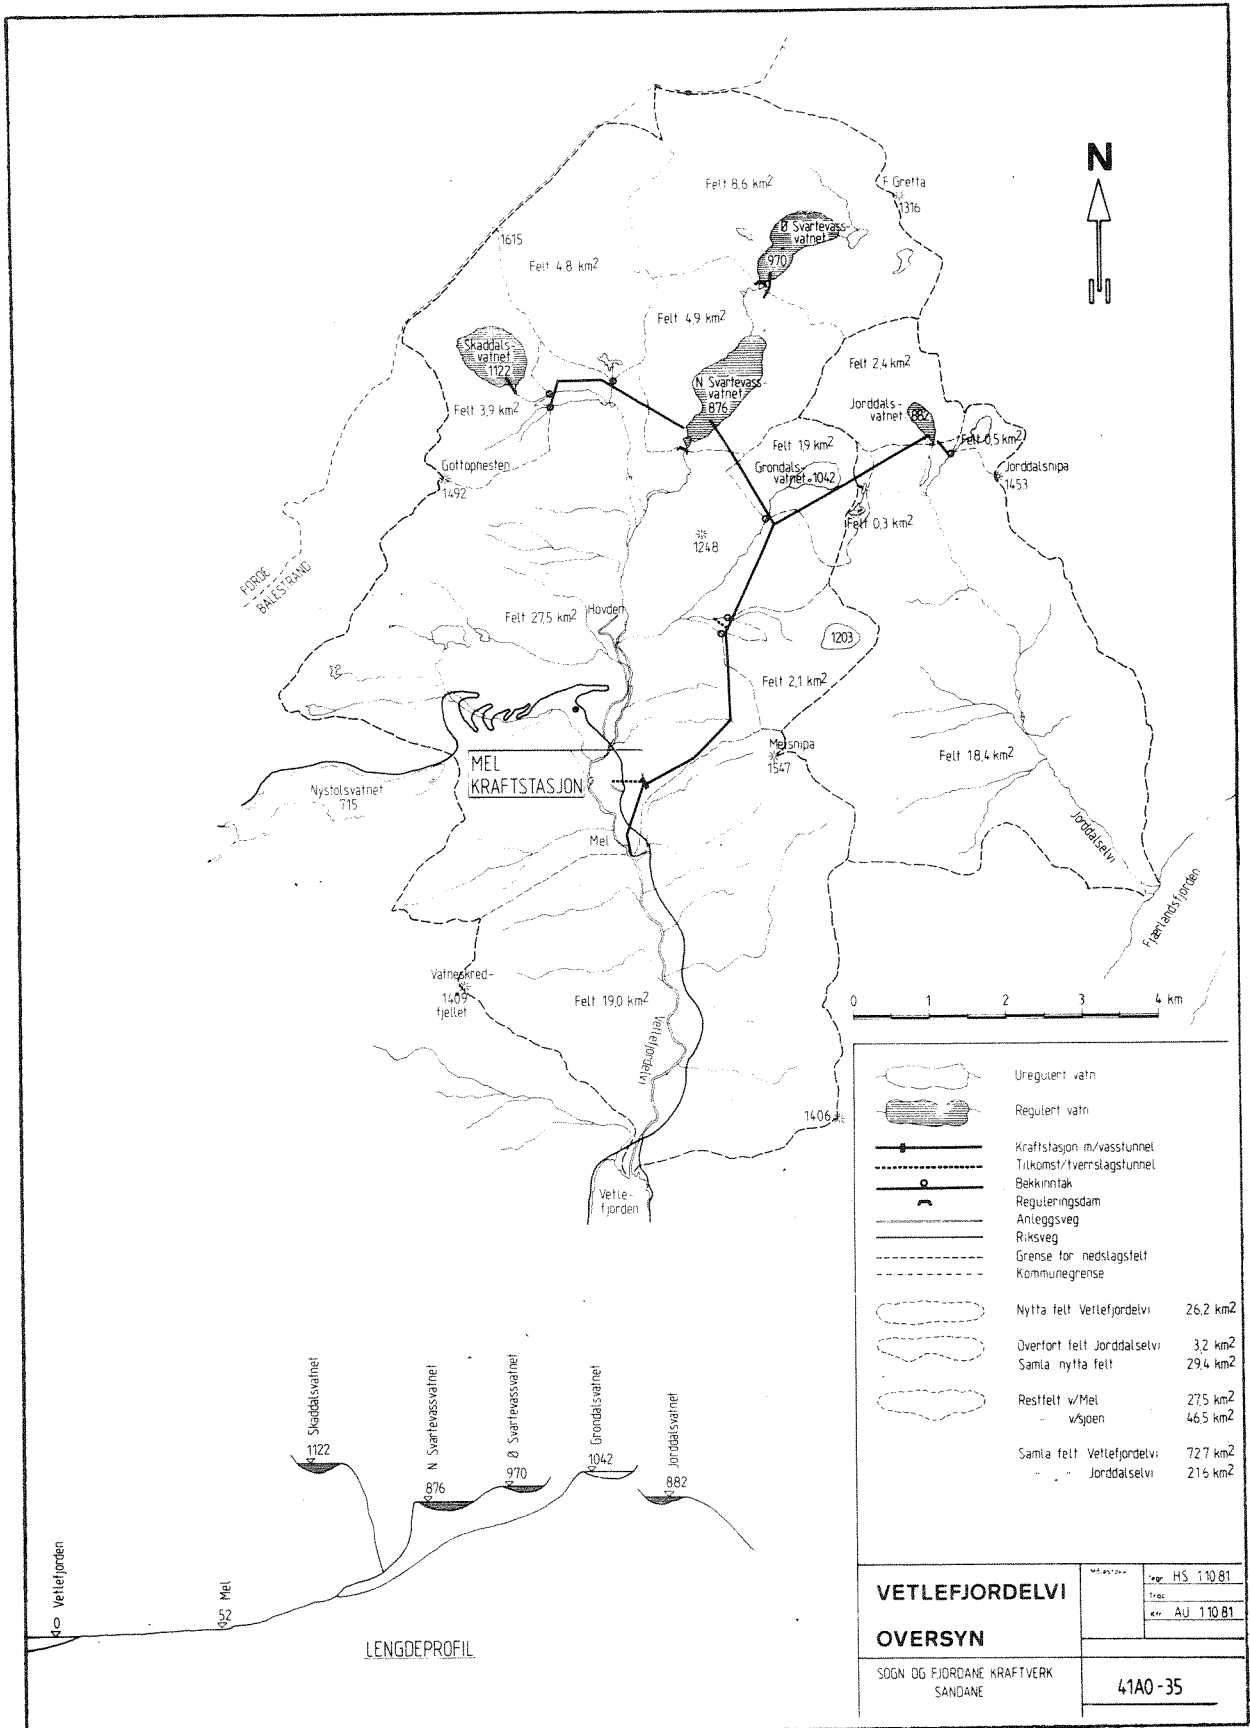 N
Felt 8,6 km2
F Gretta
1316
Ø Svartevass-
vatnet
970
1615
Felt 4.8 km2
Felt 4,9 km2
Skaddals-
vatnet
1122
Felt 2,4 km2
N Svartevass-
vatnet
876
Felt 3,9 km2
Jorddals-
vatnet
882
Felt 1,9 km2
Felt 0,5 km2
Gottophesten
1492
Grondals-
vatnet
1042
Jorddalsnipa
1453
Felt 0,3 km2
1248
FORDE
BALESTRAND
Hovden
Felt 27,5 km2
1203
Felt 2,1 km2
Melsnipa
1547
Felt 18,4 km2
MEL
KRAFTSTASJON
Nystolsvatnet
715
Mel
Jorddalselvi
Fjærlandsfjorden
Vatneskred-
1409
fjellet
Felt 19,0 km2
Vetlefjordelvi
1406
Vetle-
fjorden
0 1 2 3 4 km
Uregulert vatn
Regulert vatn
Kraftstasjon m/vasstunnel
Tilkomst/tverrslagstunnel
Bekkinntak
Reguleringsdam
Anleggsveg
Riksveg
Grense for nedslagsfelt
Kommunegrense
Nytta felt Vetlefjordelvi 26,2 km2
Overfort felt Jorddalselvi 3,2 km2
Samla nytta felt 29,4 km2
Restfelt v/Mel 27,5 km2
" v/sjoen 46,5 km2
Samla felt Vetlefjordelvi 72,7 km2
" " Jorddalselvi 21,6 km2
Skaddalsvatnet
1122
N Svartevassvatnet
876
Ø Svartevassvatnet
970
Grondalsvatnet
1042
Jorddalsvatnet
882
Vetlefjorden
0
Mel
52
LENGDEPROFIL
VETLEFJORDELVI
OVERSYN
SOGN OG FJORDANE KRAFTVERK
SANDANE
Målestokk
Tegn HS 1 10 81
Trac
Ktr AU 1 10 81
41A0-35